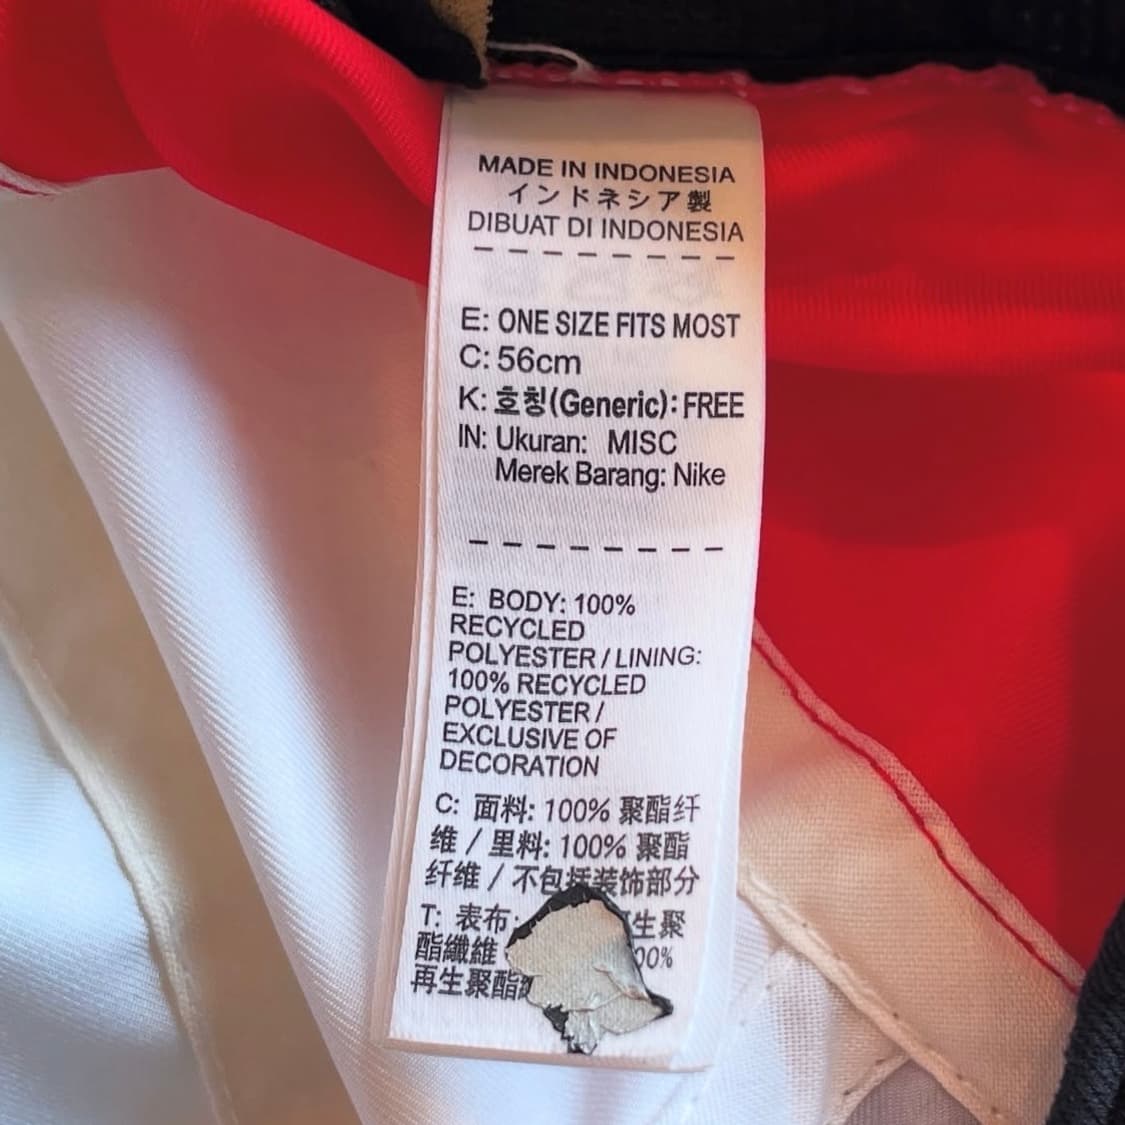 MADE IN INDONESIA
インドネシア製
DIBUAT DI INDONESIA
E: ONE SIZE FITS MOST
C: 56cm
K: 호칭(Generic): FREE
IN: Ukuran: MISC
Merek Barang: Nike
E: BODY: 100%
RECYCLED
POLYESTER / LINING:
100% RECYCLED
POLYESTER /
EXCLUSIVE OF
DECORATION
C: 面料: 100% 聚酯纤
维 / 里料: 100% 聚酯
纤维 / 不包括装饰部分
T: 表布: 生聚
酯纖維 00%
再生聚酯